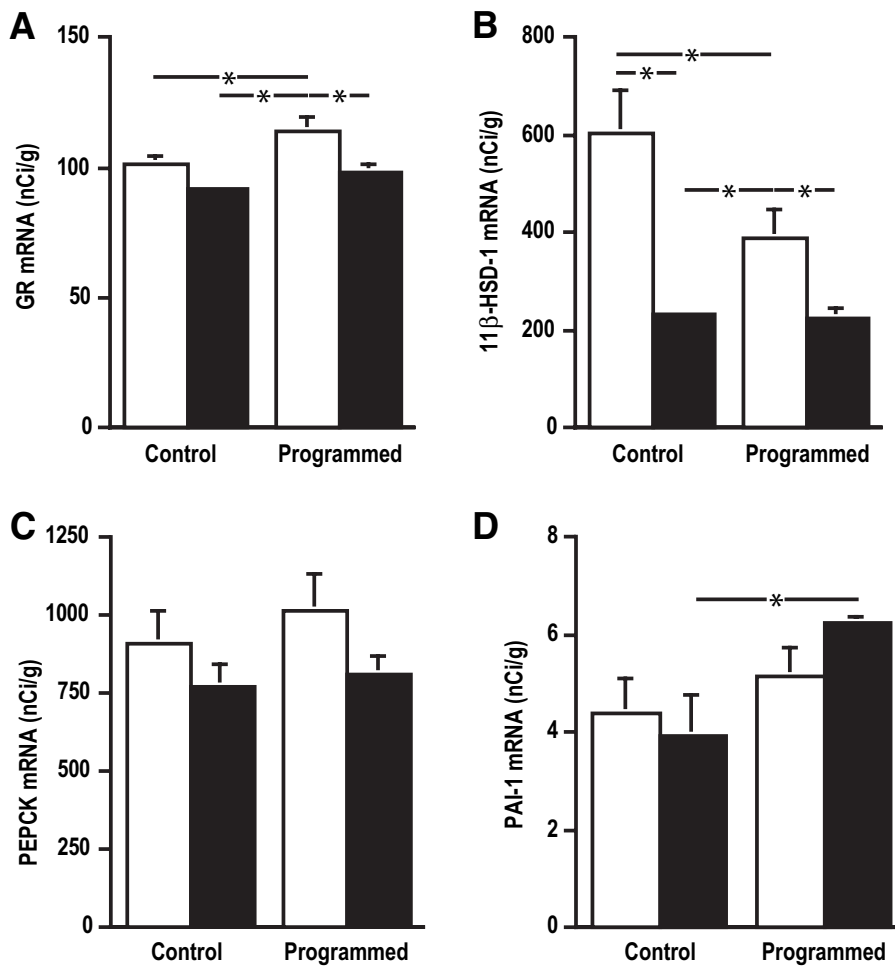 A
GR mRNA (nCi/g)
150
100
50
0
*
* *
Control Programmed
B
11β-HSD-1 mRNA (nCi/g)
800
600
400
200
0
*
*
* *
Control Programmed
C
PEPCK mRNA (nCi/g)
1250
1000
750
500
250
0
Control Programmed
D
PAI-1 mRNA (nCi/g)
8
6
4
2
0
*
Control Programmed